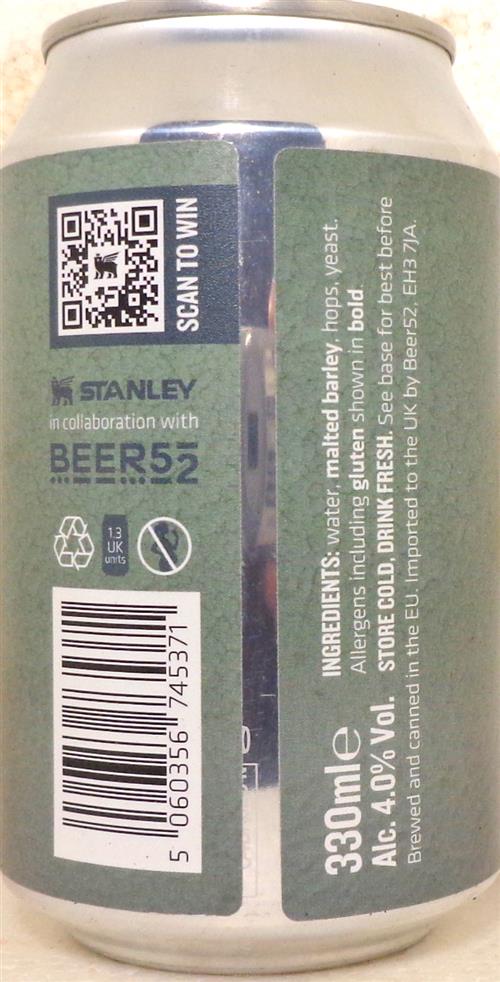 SCAN TO WIN
STANLEY
in collaboration with
BEER52
1.3
UK
units
5 060356 745371
330ml℮
Alc. 4.0% Vol.
INGREDIENTS: water, malted barley, hops, yeast.
Allergens including gluten shown in bold.
STORE COLD, DRINK FRESH. See base for best before
Brewed and canned in the EU. Imported to the UK by Beer52, EH3 7JA.